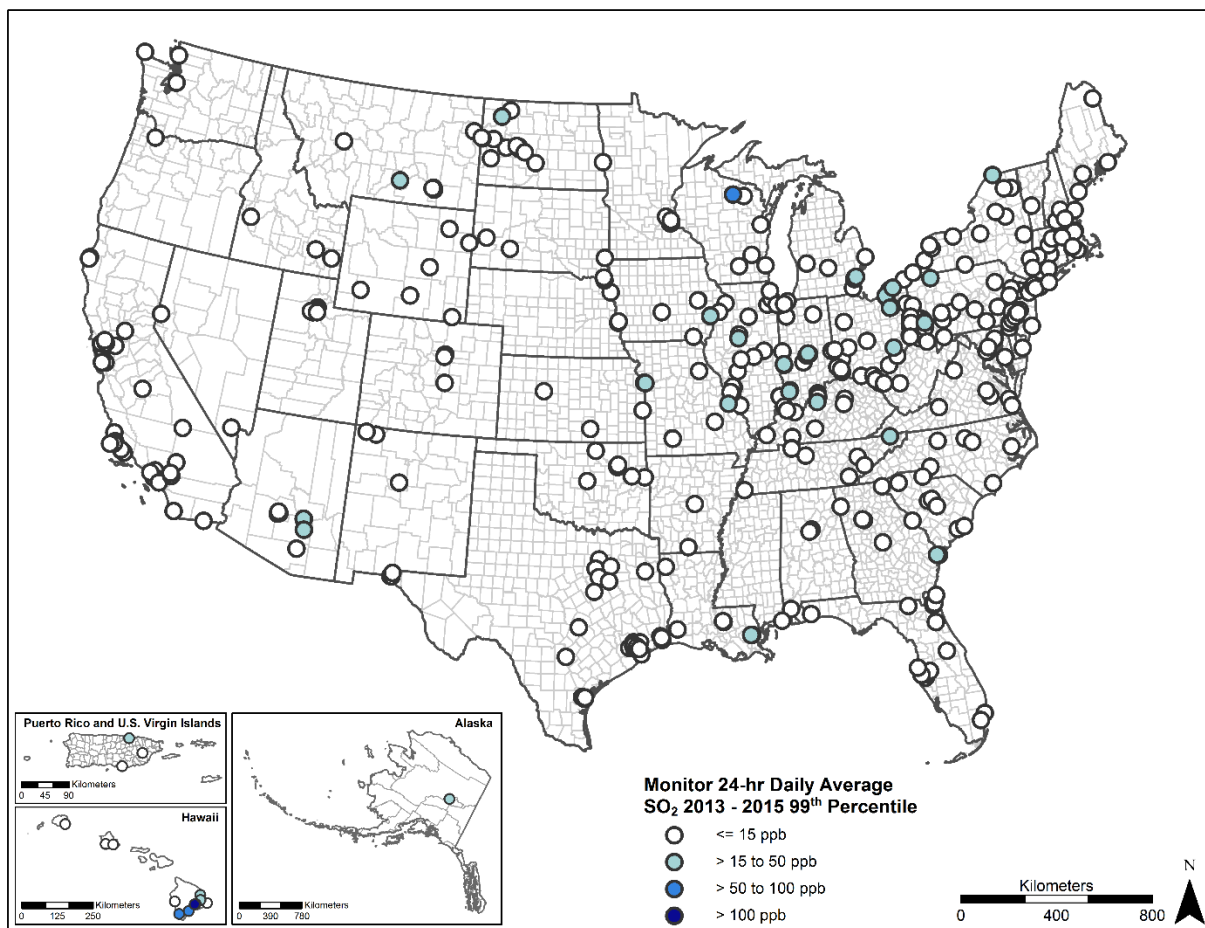 Puerto Rico and U.S. Virgin Islands
Kilometers
0 45 90
Alaska
Kilometers
0 390 780
Hawaii
Kilometers
0 125 250
Monitor 24-hr Daily Average
SO₂ 2013 - 2015 99th Percentile
<= 15 ppb
> 15 to 50 ppb
> 50 to 100 ppb
> 100 ppb
Kilometers
0 400 800
N